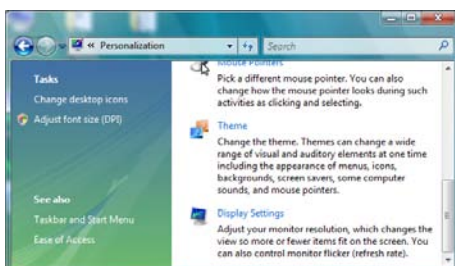 « Personalization
Search
Tasks
Change desktop icons
Adjust font size (DPI)
See also
Taskbar and Start Menu
Ease of Access
Mouse Pointers
Pick a different mouse pointer. You can also
change how the mouse pointer looks during such
activities as clicking and selecting.
Theme
Change the theme. Themes can change a wide
range of visual and auditory elements at one time
including the appearance of menus, icons,
backgrounds, screen savers, some computer
sounds, and mouse pointers.
Display Settings
Adjust your monitor resolution, which changes the
view so more or fewer items fit on the screen. You
can also control monitor flicker (refresh rate).